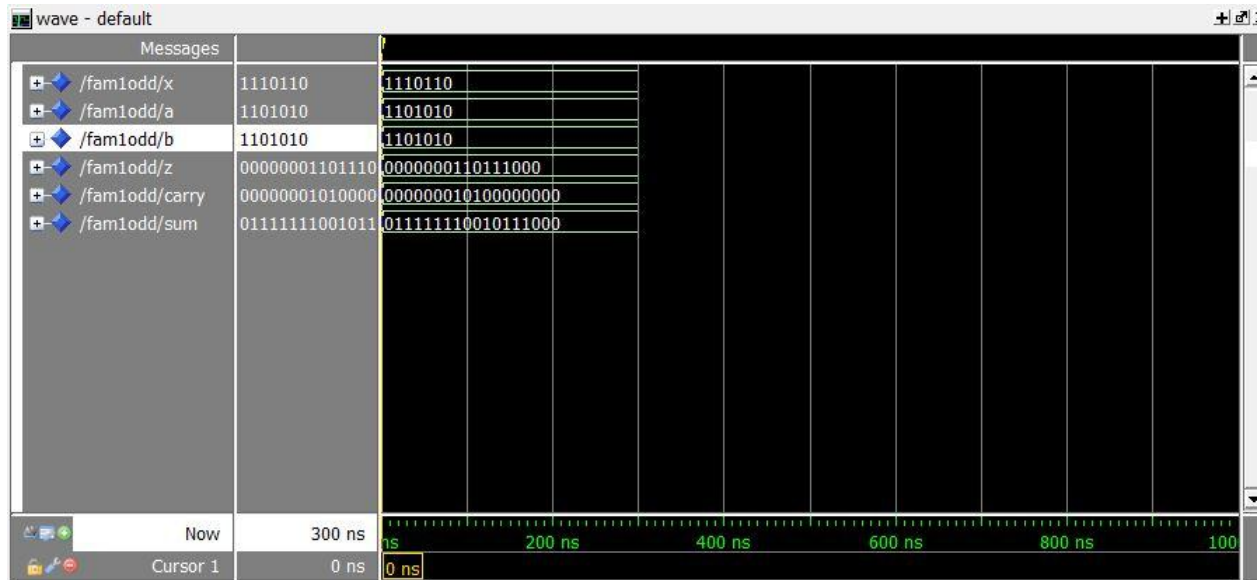 wave - default
Messages
/fam1odd/x 1110110 1110110
/fam1odd/a 1101010 1101010
/fam1odd/b 1101010 1101010
/fam1odd/z 00000001101110 0000000110111000
/fam1odd/carry 00000001010000 000000010100000000
/fam1odd/sum 01111111001011 011111110010111000
Now 300 ns ns 200 ns 400 ns 600 ns 800 ns 100
Cursor 1 0 ns 0 ns